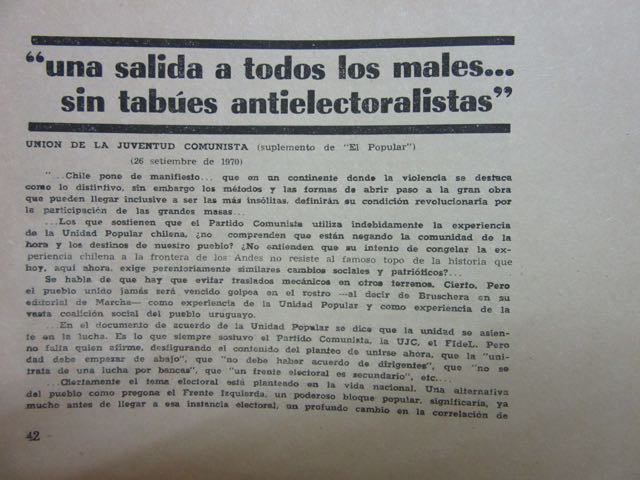 “una salida a todos los males...
sin tabúes antielectoralistas”
UNION DE LA JUVENTUD COMUNISTA (suplemento de "El Popular")
(26 setiembre de 1970)
"...Chile pone de manifiesto... que en un continente donde la violencia se destaca
como lo distintivo, sin embargo los métodos y las formas de abrir paso a la gran obra
que pueden llegar inclusive a ser las más insólitas, definirán su condición revolucionaria por
la participación de las grandes masas...
...Los que sostienen que el Partido Comunista utiliza indebidamente la experiencia
de la Unidad Popular chilena, ¿no comprenden que están negando la comunidad de la
hora y los destinos de nuestro pueblo? ¿No entienden que su intento de congelar la ex-
periencia chilena a la frontera de los Andes no resiste al famoso topo de la historia que
hoy, aquí ahora, exige perentoriamente similares cambios sociales y patrióticos?...
Se habla de que hay que evitar traslados mecánicos en otros terrenos. Cierto. Pero
el pueblo unido jamás será vencido golpea en el rostro —al decir de Bruschera en su
editorial de Marcha— como experiencia de la Unidad Popular y como experiencia de la
vasta coalición social del pueblo uruguayo.
...En el documento de acuerdo de la Unidad Popular se dice que la unidad se asien-
te en la lucha. Es lo que siempre sostuvo el Partido Comunista, la UJC, el FIdeL. Pero
no falta quien afirme, desfigurando el contenido del planteo de unirse ahora, que la "uni-
dad debe empezar de abajo", que "no debe haber acuerdo de dirigentes", que "no se
trata de una lucha por bancas", que "un frente electoral es secundario", etc...
...Ciertamente el tema electoral está planteado en la vida nacional. Una alternativa
del pueblo como pregona el Frente Izquierda, un poderoso bloque popular, significaría, ya
mucho antes de llegar a esa instancia electoral, un profundo cambio en la correlación de
42